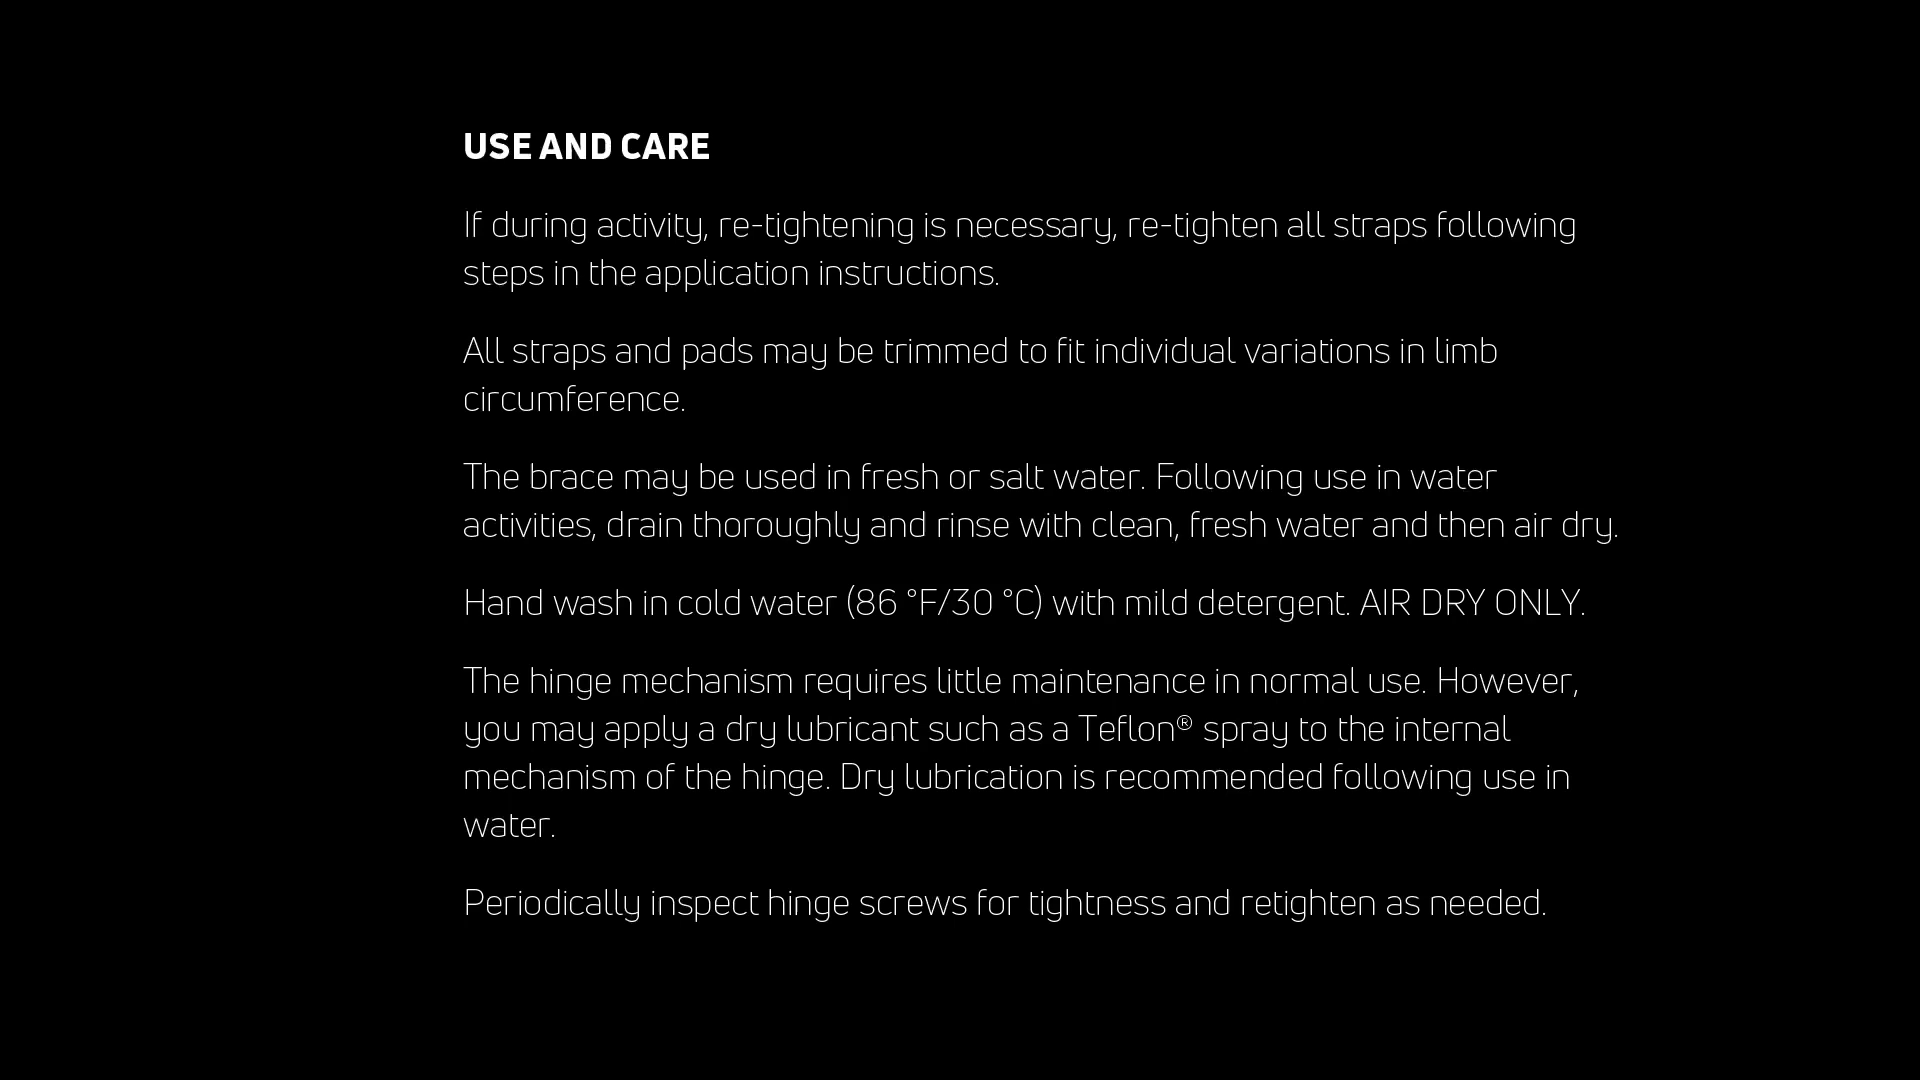 USE AND CARE
If during activity, re-tightening is necessary, re-tighten all straps following
steps in the application instructions.
All straps and pads may be trimmed to fit individual variations in limb
circumference.
The brace may be used in fresh or salt water. Following use in water
activities, drain thoroughly and rinse with clean, fresh water and then air dry.
Hand wash in cold water (86 °F/30 °C) with mild detergent. AIR DRY ONLY.
The hinge mechanism requires little maintenance in normal use. However,
you may apply a dry lubricant such as a Teflon® spray to the internal
mechanism of the hinge. Dry lubrication is recommended following use in
water.
Periodically inspect hinge screws for tightness and retighten as needed.